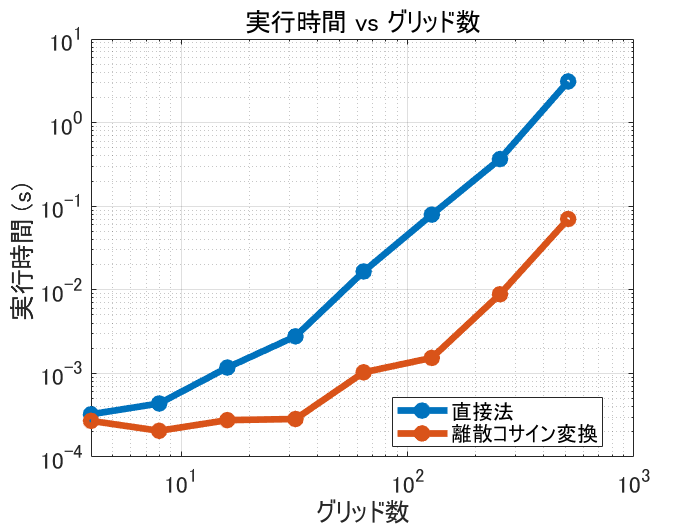 実行時間 vs グリッド数
10^1
10^0
10^-1
10^-2
10^-3
10^-4
実行時間 (s)
直接法
離散コサイン変換
10^1
10^2
10^3
グリッド数